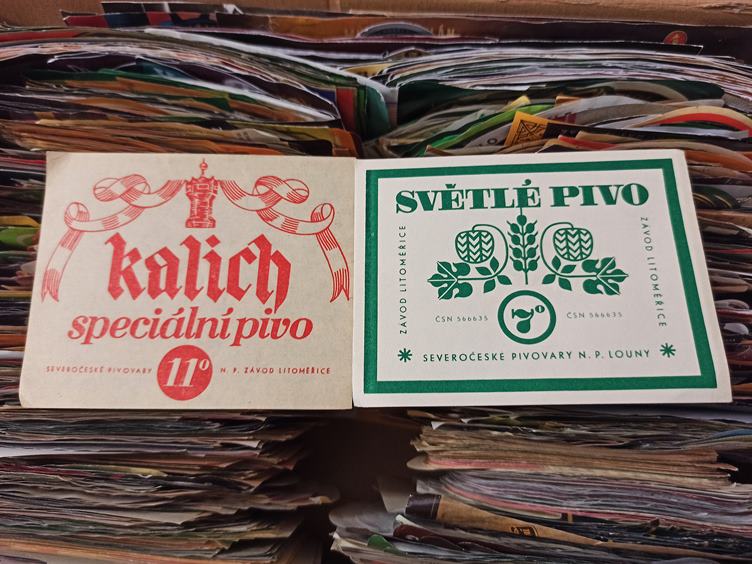 kalich
speciální pivo
SEVEROČESKÉ PIVOVARY 11° N. P. ZÁVOD LITOMĚŘICE
SVĚTLÉ PIVO
ZÁVOD LITOMĚŘICE
ZÁVOD LITOMĚŘICE
ČSN 566635 7° ČSN 566635
SEVEROČESKÉ PIVOVARY N. P. LOUNY